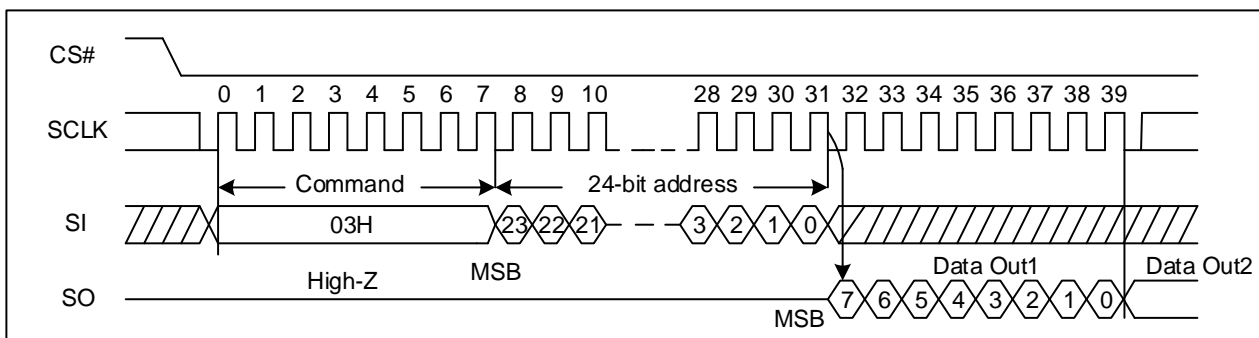 CS#
0 1 2 3 4 5 6 7 8 9 10 28 29 30 31 32 33 34 35 36 37 38 39
SCLK
Command 24-bit address
SI 03H 23 22 21 3 2 1 0
High-Z MSB Data Out1 Data Out2
SO 7 6 5 4 3 2 1 0
MSB